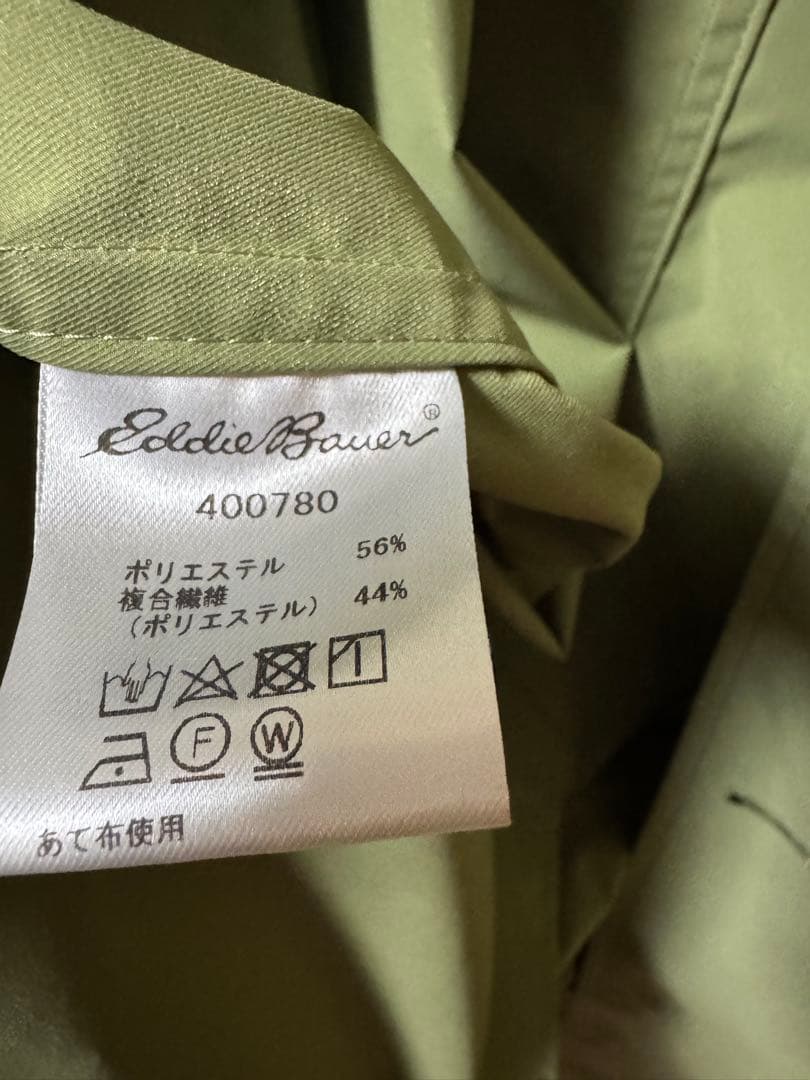 Eddie Bauer®
400780
ポリエステル 56%
複合繊維
(ポリエステル) 44%
F W
あて布使用